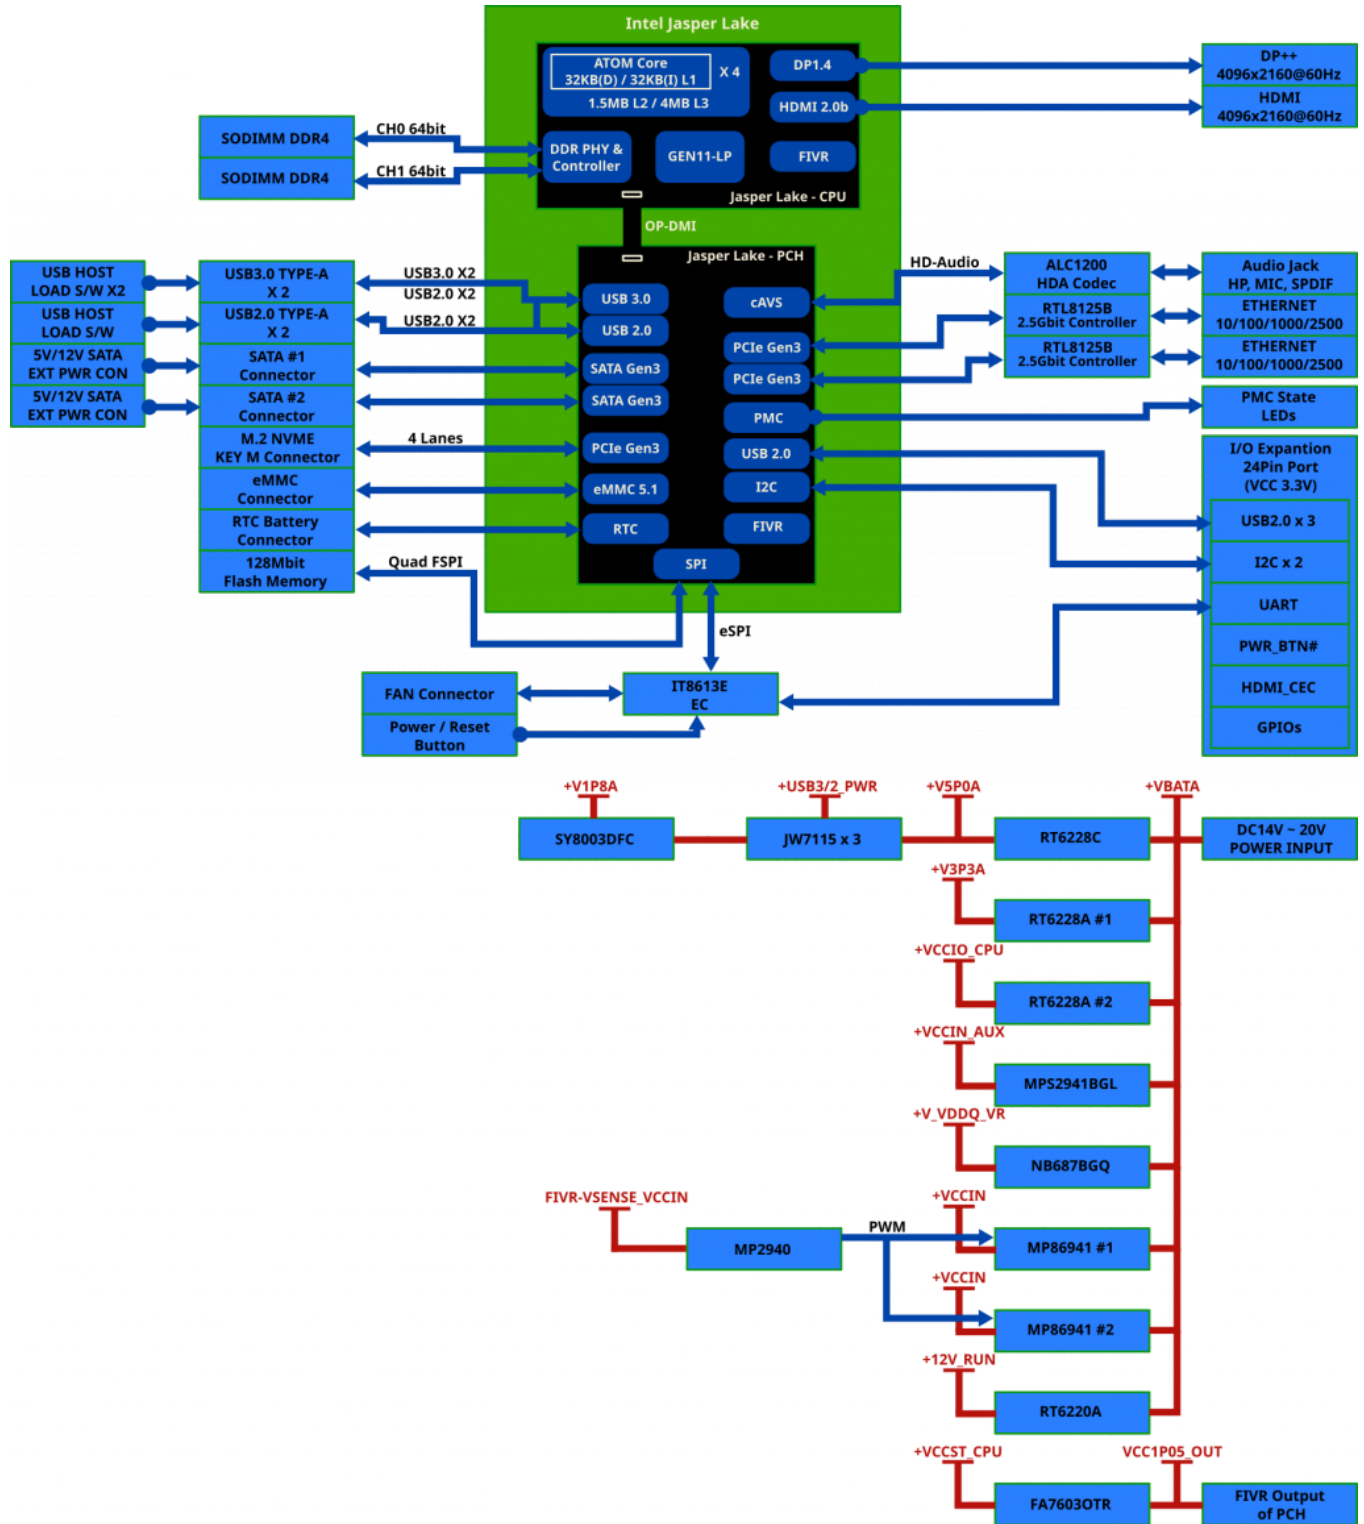 Intel Jasper Lake
ATOM Core
32KB(D) / 32KB(I) L1
X 4
1.5MB L2 / 4MB L3
DP1.4
HDMI 2.0b
DDR PHY &
Controller
GEN11-LP
FIVR
Jasper Lake - CPU
DP++
4096x2160@60Hz
HDMI
4096x2160@60Hz
SODIMM DDR4
SODIMM DDR4
CH0 64bit
CH1 64bit
OP-DMI
Jasper Lake - PCH
USB HOST
LOAD S/W X2
USB HOST
LOAD S/W
5V/12V SATA
EXT PWR CON
5V/12V SATA
EXT PWR CON
USB3.0 TYPE-A
X 2
USB2.0 TYPE-A
X 2
SATA #1
Connector
SATA #2
Connector
M.2 NVME
KEY M Connector
eMMC
Connector
RTC Battery
Connector
128Mbit
Flash Memory
USB3.0 X2
USB2.0 X2
USB2.0 X2
4 Lanes
Quad FSPI
USB 3.0
USB 2.0
SATA Gen3
SATA Gen3
PCIe Gen3
eMMC 5.1
RTC
cAVS
PCIe Gen3
PCIe Gen3
PMC
USB 2.0
I2C
FIVR
SPI
HD-Audio
ALC1200
HDA Codec
RTL8125B
2.5Gbit Controller
RTL8125B
2.5Gbit Controller
Audio Jack
HP, MIC, SPDIF
ETHERNET
10/100/1000/2500
ETHERNET
10/100/1000/2500
PMC State
LEDs
I/O Expantion
24Pin Port
(VCC 3.3V)
USB2.0 x 3
I2C x 2
UART
PWR_BTN#
HDMI_CEC
GPIOs
eSPI
FAN Connector
Power / Reset
Button
IT8613E
EC
+V1P8A
+USB3/2_PWR
+V5P0A
+VBATA
SY8003DFC
JW7115 x 3
RT6228C
DC14V ~ 20V
POWER INPUT
+V3P3A
RT6228A #1
+VCCIO_CPU
RT6228A #2
+VCCIN_AUX
MPS2941BGL
+V_VDDQ_VR
NB687BGQ
FIVR-VSENSE_VCCIN
+VCCIN
MP2940
PWM
MP86941 #1
+VCCIN
MP86941 #2
+12V_RUN
RT6220A
+VCCST_CPU
VCC1P05_OUT
FA7603OTR
FIVR Output
of PCH